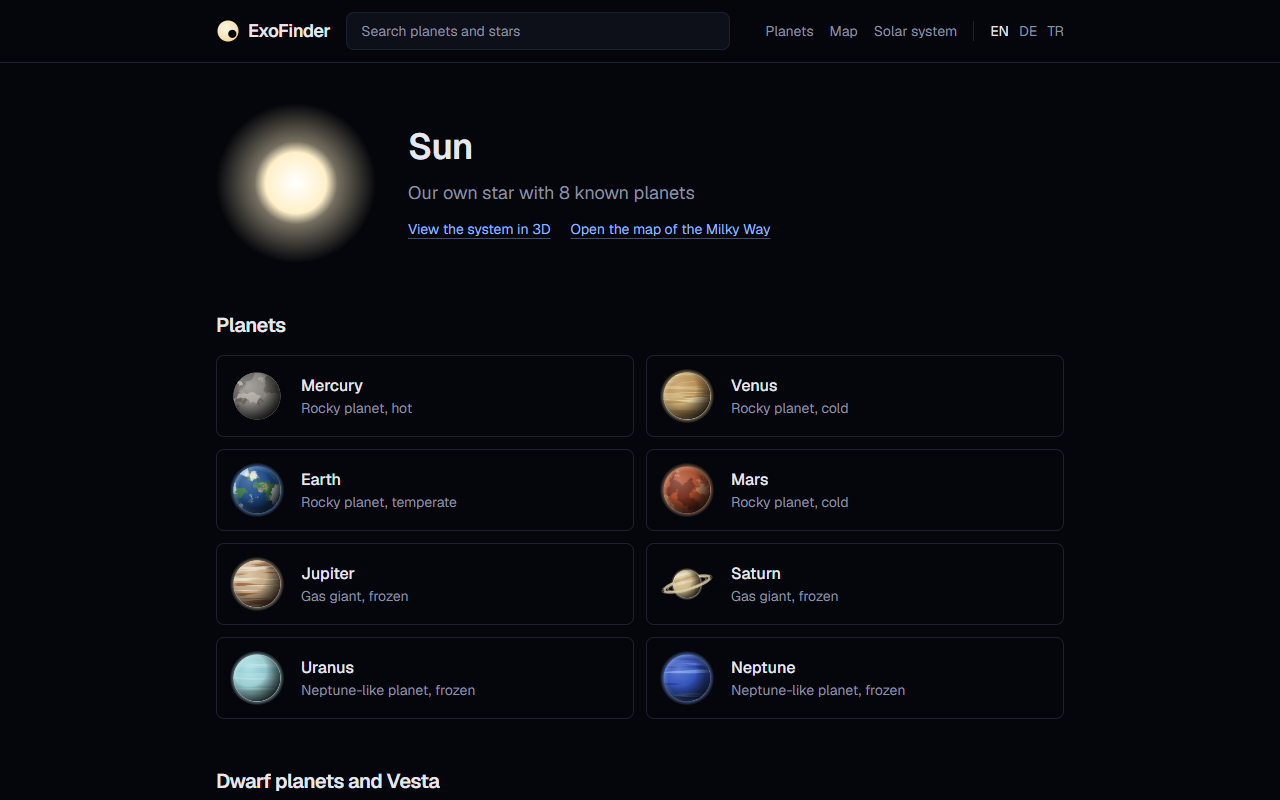 ExoFinder
Search planets and stars
Planets Map Solar system EN DE TR
Sun
Our own star with 8 known planets
View the system in 3D Open the map of the Milky Way
Planets
Mercury
Rocky planet, hot
Venus
Rocky planet, cold
Earth
Rocky planet, temperate
Mars
Rocky planet, cold
Jupiter
Gas giant, frozen
Saturn
Gas giant, frozen
Uranus
Neptune-like planet, frozen
Neptune
Neptune-like planet, frozen
Dwarf planets and Vesta